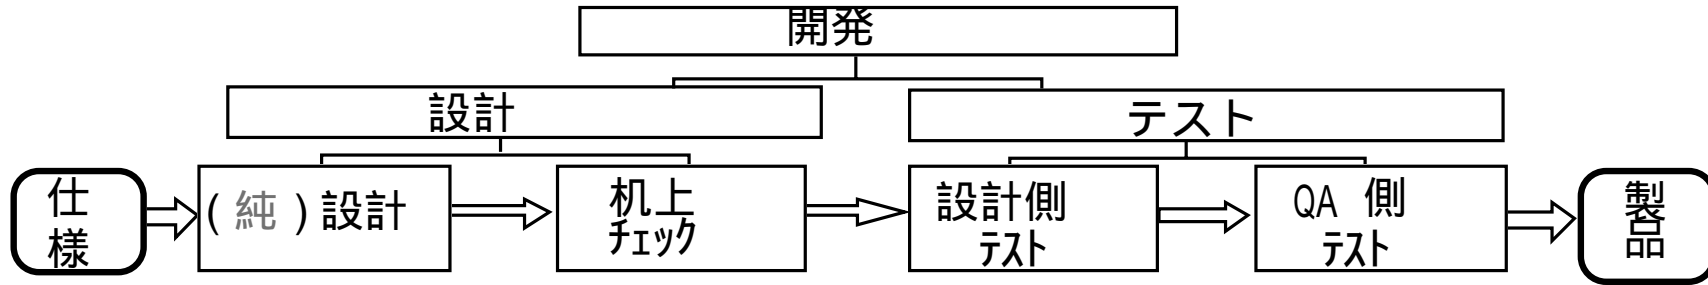 開発
設計
テスト
仕
様
(純)設計
机上
チェック
設計側
テスト
QA 側
テスト
製
品